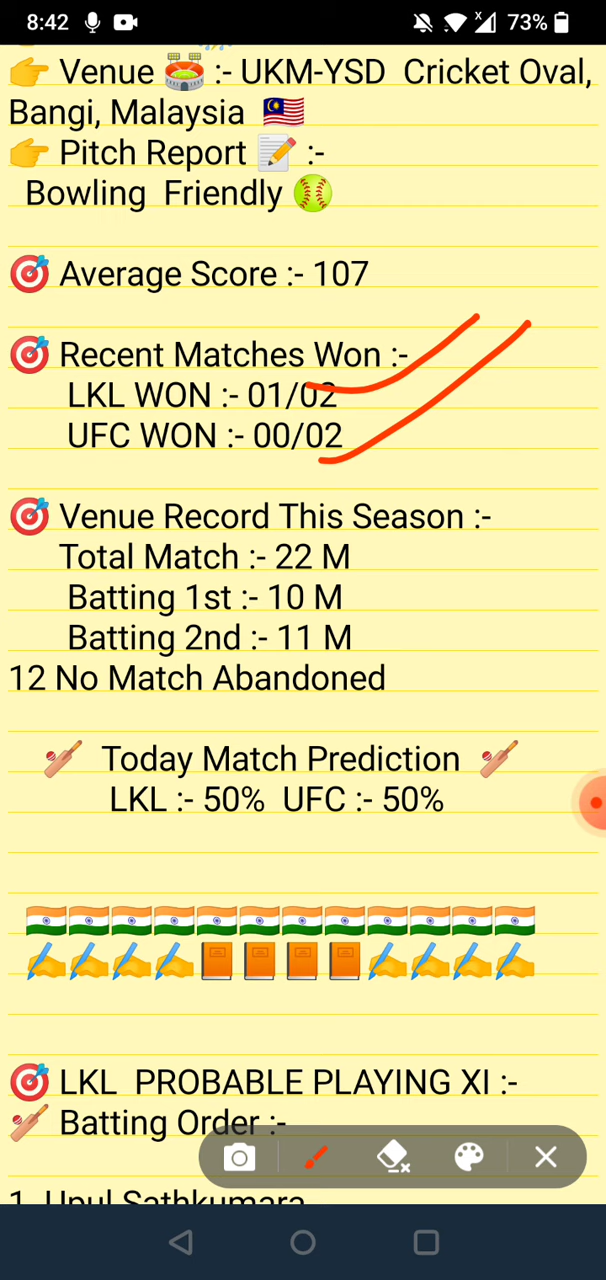 8:42 73%
👉 Venue 🏟️ :- UKM-YSD Cricket Oval,
Bangi, Malaysia 🇲🇾
👉 Pitch Report 📝 :-
Bowling Friendly 🥎
🎯 Average Score :- 107
🎯 Recent Matches Won :-
LKL WON :- 01/02
UFC WON :- 00/02
🎯 Venue Record This Season :-
Total Match :- 22 M
Batting 1st :- 10 M
Batting 2nd :- 11 M
12 No Match Abandoned
🏏 Today Match Prediction 🏏
LKL :- 50% UFC :- 50%
🇮🇳🇮🇳🇮🇳🇮🇳🇮🇳🇮🇳🇮🇳🇮🇳🇮🇳🇮🇳🇮🇳🇮🇳
✍️✍️✍️✍️📙📙📙📙✍️✍️✍️✍️
🎯 LKL PROBABLE PLAYING XI :-
🏏 Batting Order :-
1 Upul Sathkumara